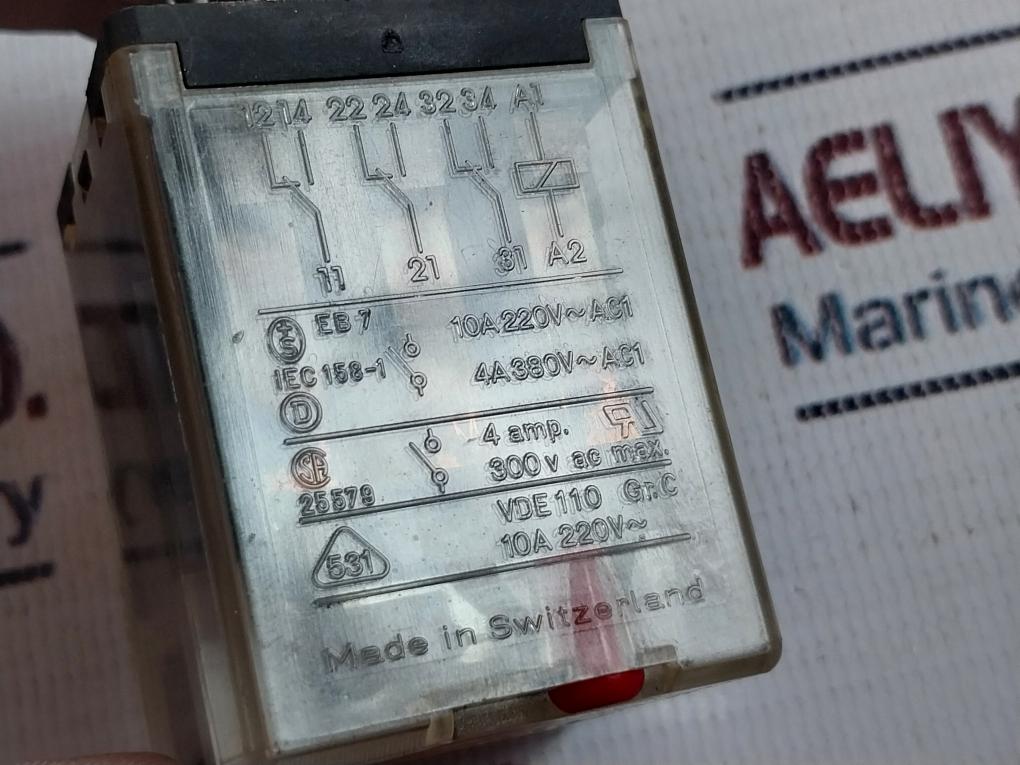 12 14 22 24 32 34 A1
11 21 31 A2
+S EB 7 10A 220V~ AC1
IEC 158-1 4A 380V~ AC1
D
SA 4 amp.
25579 300 v ac max.
VDE 110 Gr.C
531 10A 220V~
Made in Switzerland
AELIY
Marine
D.
y